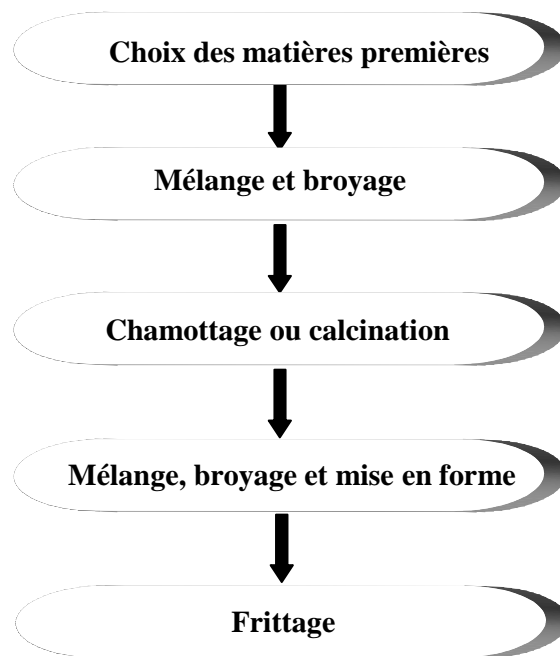 Choix des matières premières
Mélange et broyage
Chamottage ou calcination
Mélange, broyage et mise en forme
Frittage